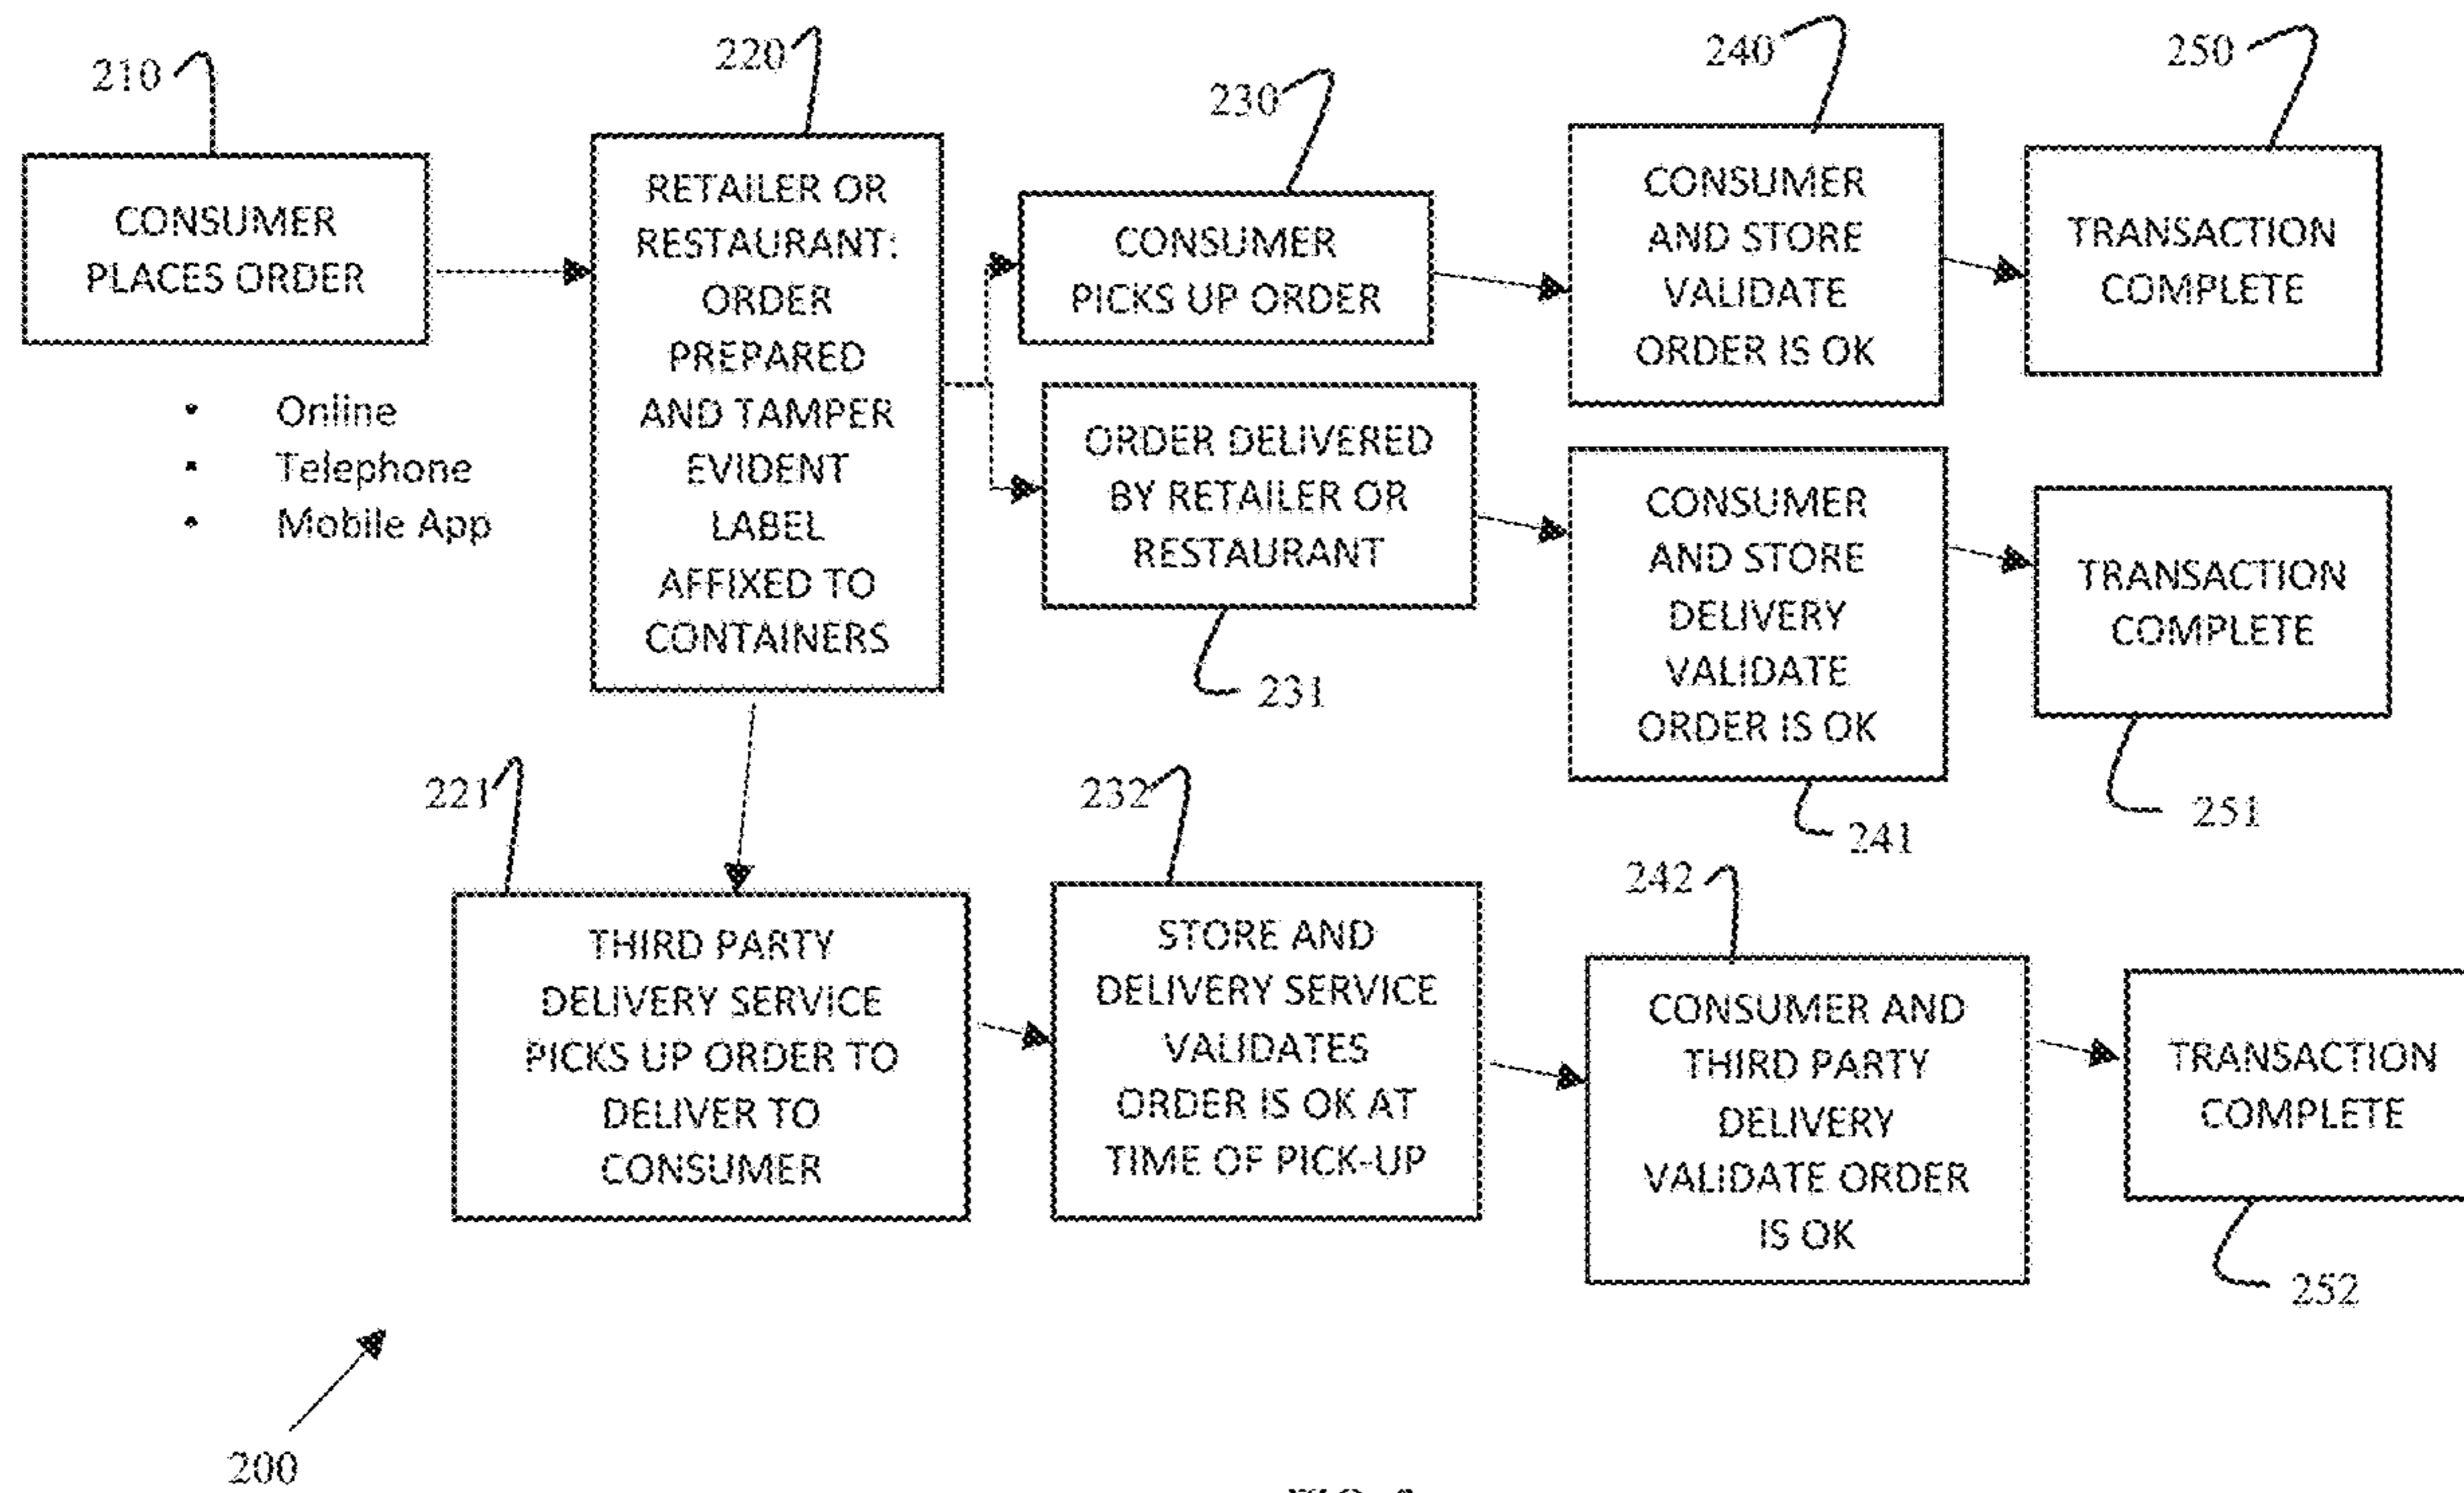 210
220
230
240
250
CONSUMER
PLACES ORDER
• Online
• Telephone
• Mobile App
RETAILER OR
RESTAURANT:
ORDER
PREPARED
AND TAMPER
EVIDENT
LABEL
AFFIXED TO
CONTAINERS
CONSUMER
PICKS UP ORDER
CONSUMER
AND STORE
VALIDATE
ORDER IS OK
TRANSACTION
COMPLETE
ORDER DELIVERED
BY RETAILER OR
RESTAURANT
231
CONSUMER
AND STORE
DELIVERY
VALIDATE
ORDER IS OK
241
TRANSACTION
COMPLETE
251
221
THIRD PARTY
DELIVERY SERVICE
PICKS UP ORDER TO
DELIVER TO
CONSUMER
232
STORE AND
DELIVERY SERVICE
VALIDATES
ORDER IS OK AT
TIME OF PICK-UP
242
CONSUMER AND
THIRD PARTY
DELIVERY
VALIDATE ORDER
IS OK
TRANSACTION
COMPLETE
252
200